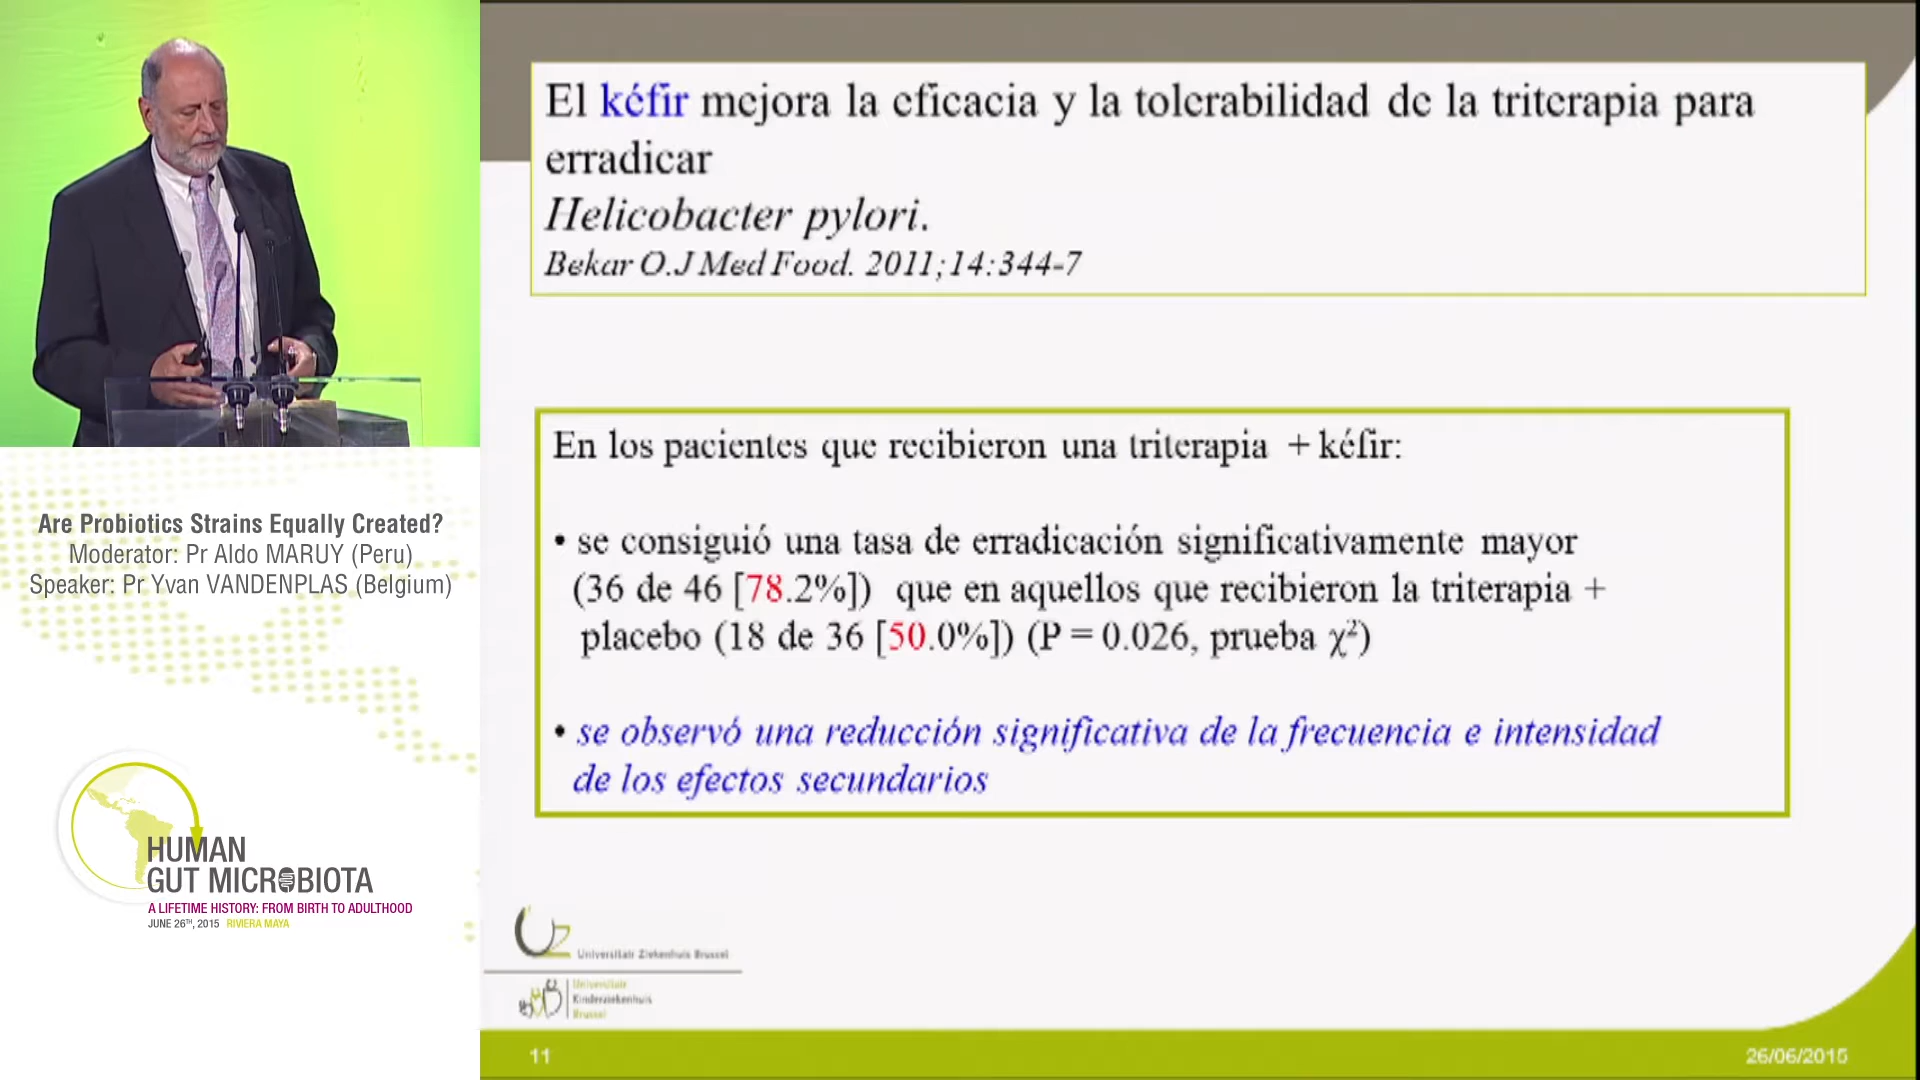 El kéfir mejora la eficacia y la tolerabilidad de la triterapia para
erradicar
Helicobacter pylori.
Bekar O.J Med Food. 2011;14:344-7
En los pacientes que recibieron una triterapia + kéfir:
• se consiguió una tasa de erradicación significativamente mayor
(36 de 46 [78.2%]) que en aquellos que recibieron la triterapia +
placebo (18 de 36 [50.0%]) (P = 0.026, prueba χ²)
• se observó una reducción significativa de la frecuencia e intensidad
de los efectos secundarios
Are Probiotics Strains Equally Created?
Moderator: Pr Aldo MARUY (Peru)
Speaker: Pr Yvan VANDENPLAS (Belgium)
HUMAN
GUT MICROBIOTA
A LIFETIME HISTORY: FROM BIRTH TO ADULTHOOD
JUNE 26TH, 2015 RIVIERA MAYA
UZ
Universitair Ziekenhuis Brussel
Universitair
Kinderziekenhuis
Brussel
11
26/06/2015